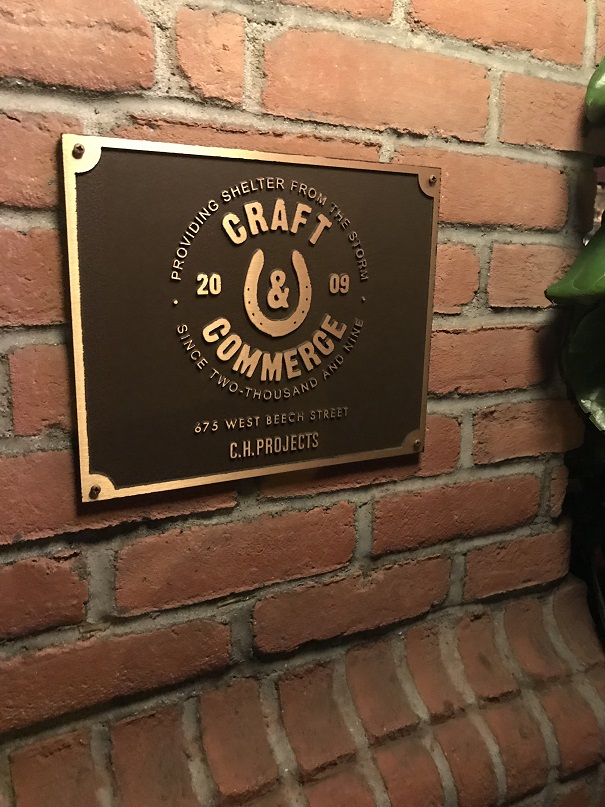 PROVIDING SHELTER FROM THE STORM
CRAFT
20 & 09
COMMERCE
SINCE TWO-THOUSAND AND NINE
675 WEST BEECH STREET
C.H.PROJECTS